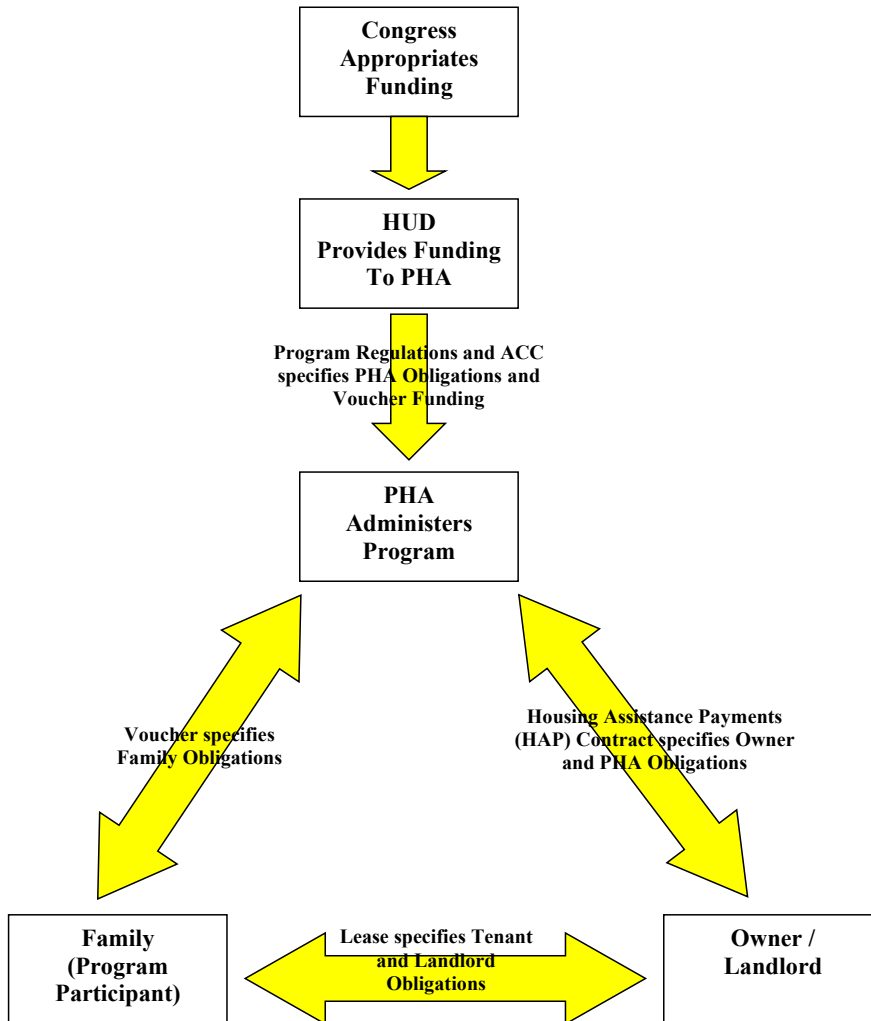 Congress
Appropriates
Funding
HUD
Provides Funding
To PHA
Program Regulations and ACC
specifies PHA Obligations and
Voucher Funding
PHA
Administers
Program
Voucher specifies
Family Obligations
Housing Assistance Payments
(HAP) Contract specifies Owner
and PHA Obligations
Family
(Program
Participant)
Lease specifies Tenant
and Landlord
Obligations
Owner /
Landlord